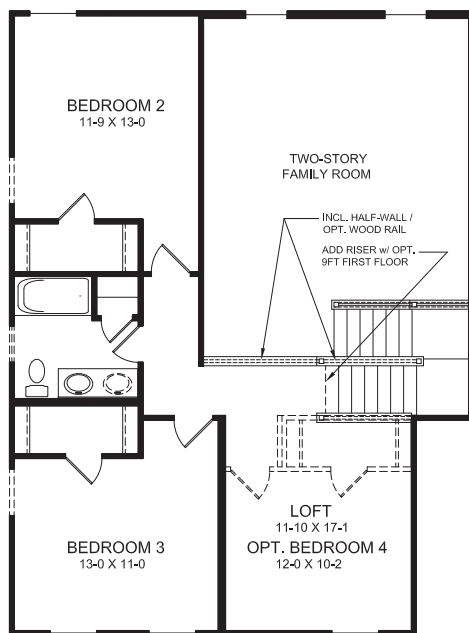 BEDROOM 2
11-9 X 13-0
TWO-STORY
FAMILY ROOM
INCL. HALF-WALL /
OPT. WOOD RAIL
ADD RISER w/ OPT.
9FT FIRST FLOOR
LOFT
11-10 X 17-1
OPT. BEDROOM 4
12-0 X 10-2
BEDROOM 3
13-0 X 11-0